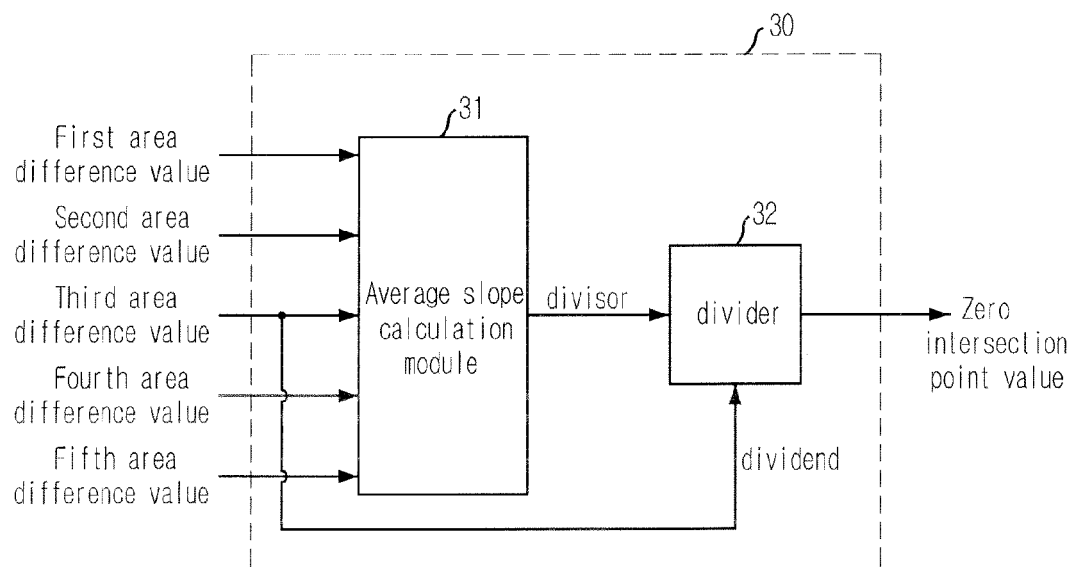 30
31
First area
difference value
Second area
difference value
32
Third area
difference value
Average slope
calculation
module
divisor
divider
Zero
intersection
point value
Fourth area
difference value
Fifth area
difference value
dividend